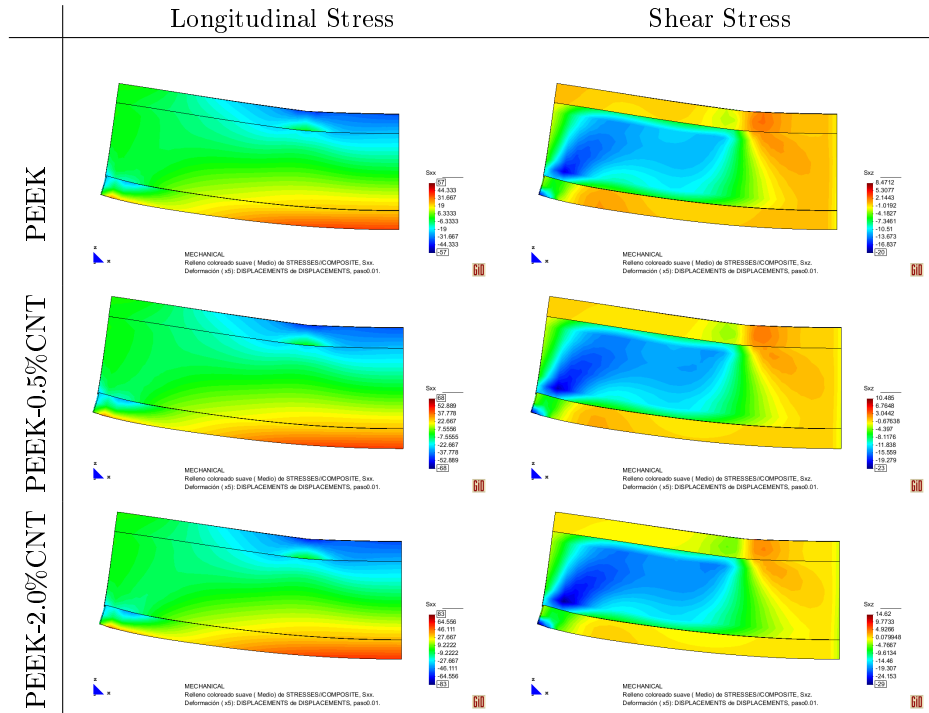 Longitudinal Stress Shear Stress
PEEK
Sxx
57
44.333
31.667
19
6.3333
-6.3333
-19
-31.667
-44.333
-57
z
x
MECHANICAL
Relleno coloreado suave ( Medio) de STRESSES//COMPOSITE, Sxx.
Deformación ( x5): DISPLACEMENTS de DISPLACEMENTS, paso0.01.
GiD
Sxz
8.4712
5.3077
2.1443
-1.0192
-4.1827
-7.3461
-10.51
-13.673
-16.837
-20
z
x
MECHANICAL
Relleno coloreado suave ( Medio) de STRESSES//COMPOSITE, Sxz.
Deformación ( x5): DISPLACEMENTS de DISPLACEMENTS, paso0.01.
GiD
PEEK-0.5%CNT
Sxx
68
52.889
37.778
22.667
7.5556
-7.5555
-22.667
-37.778
-52.889
-68
z
x
MECHANICAL
Relleno coloreado suave ( Medio) de STRESSES//COMPOSITE, Sxx.
Deformación ( x5): DISPLACEMENTS de DISPLACEMENTS, paso0.01.
GiD
Sxz
10.485
6.7648
3.0442
-0.67638
-4.397
-8.1176
-11.838
-15.559
-19.279
-23
z
x
MECHANICAL
Relleno coloreado suave ( Medio) de STRESSES//COMPOSITE, Sxz.
Deformación ( x5): DISPLACEMENTS de DISPLACEMENTS, paso0.01.
GiD
PEEK-2.0%CNT
Sxx
83
64.556
46.111
27.667
9.2222
-9.2222
-27.667
-46.111
-64.556
-83
z
x
MECHANICAL
Relleno coloreado suave ( Medio) de STRESSES//COMPOSITE, Sxx.
Deformación ( x5): DISPLACEMENTS de DISPLACEMENTS, paso0.01.
GiD
Sxz
14.62
9.7733
4.9266
0.079948
-4.7667
-9.6134
-14.46
-19.307
-24.153
-29
z
x
MECHANICAL
Relleno coloreado suave ( Medio) de STRESSES//COMPOSITE, Sxz.
Deformación ( x5): DISPLACEMENTS de DISPLACEMENTS, paso0.01.
GiD